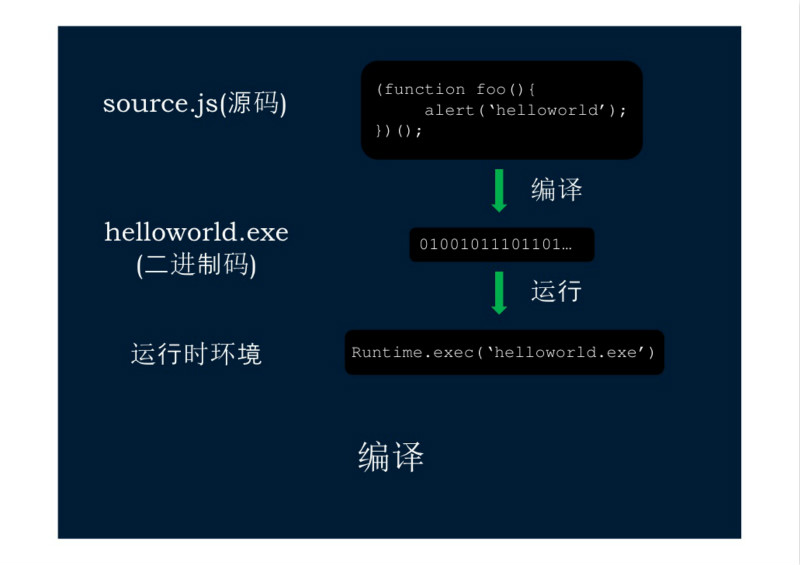 source.js(源码)
(function foo(){
alert(‘helloworld’);
})();
编译
helloworld.exe
(二进制码)
01001011101101…
运行
运行时环境
Runtime.exec(‘helloworld.exe’)
编译